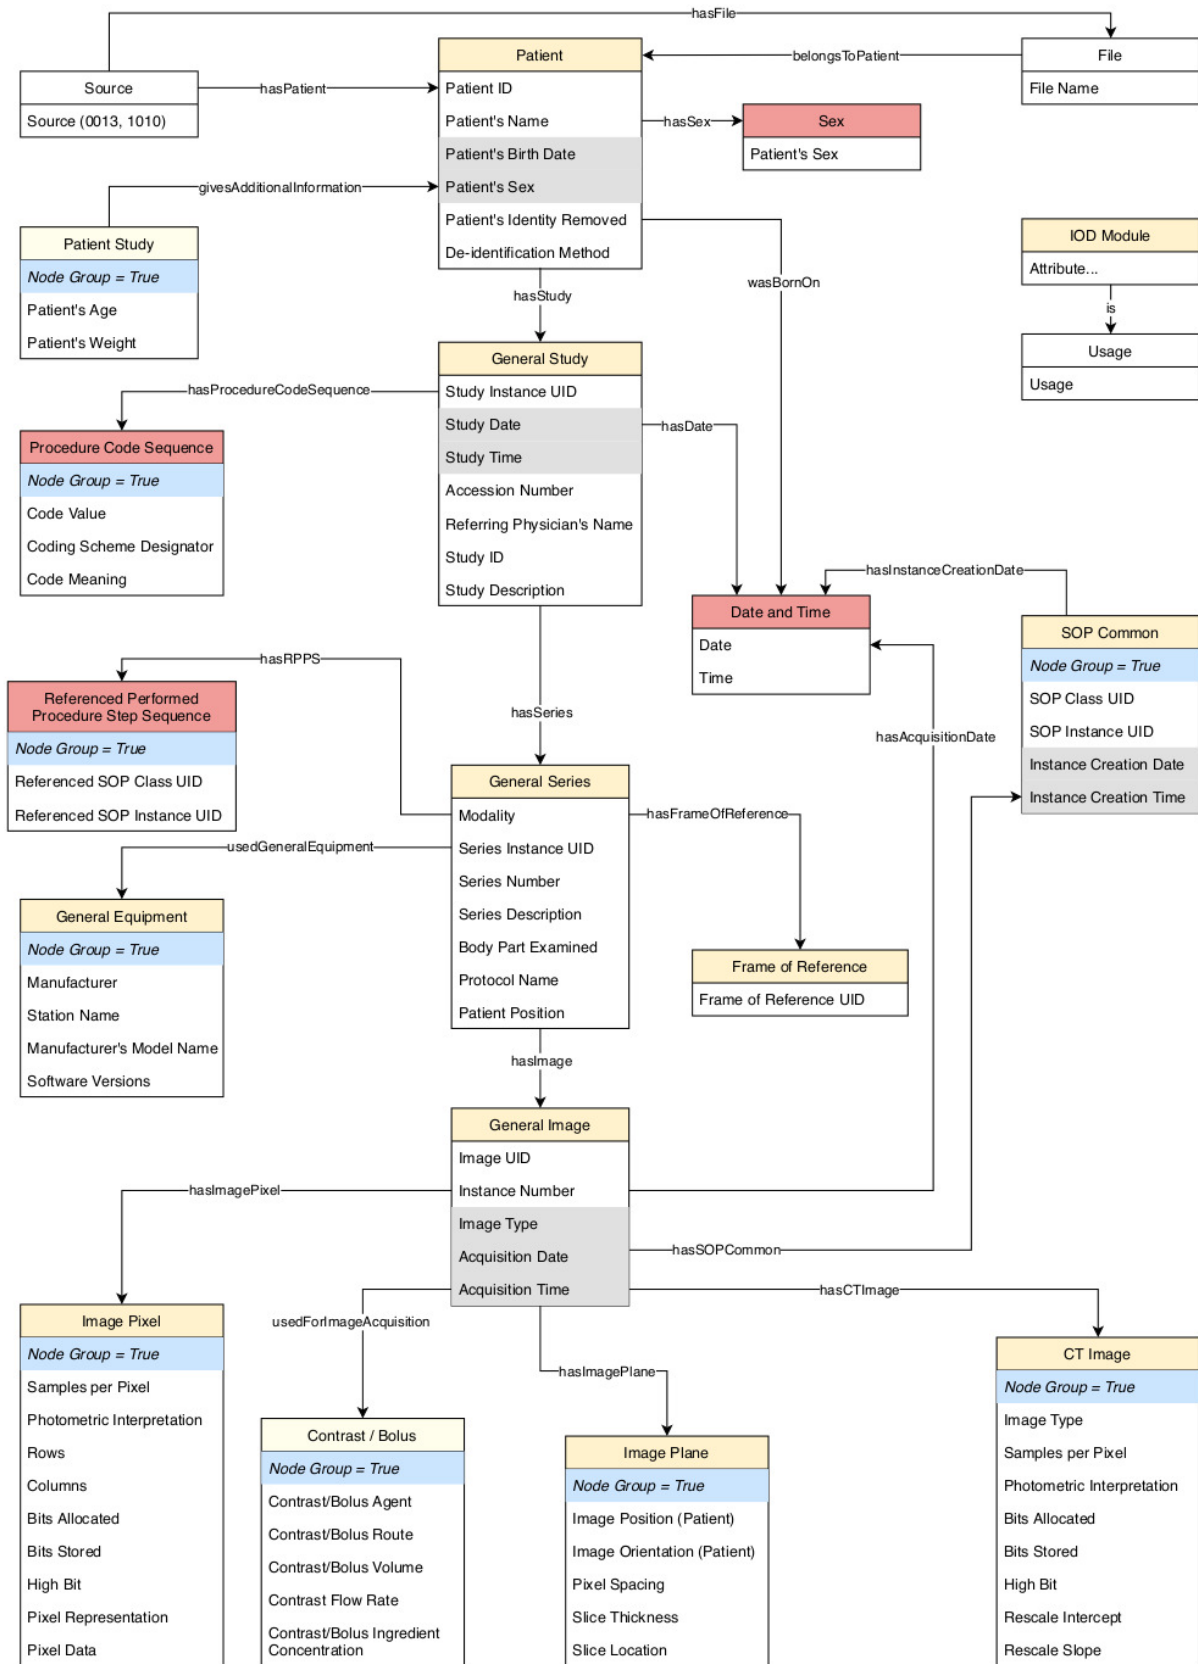 hasFile
Patient
belongsToPatient
File
Source
hasPatient
Patient ID
File Name
Source (0013, 1010)
Patient's Name
hasSex
Sex
Patient's Birth Date
Patient's Sex
givesAdditionalInformation
Patient's Sex
Patient's Identity Removed
De-identification Method
Patient Study
Node Group = True
Patient's Age
Patient's Weight
IOD Module
Attribute...
is
Usage
Usage
wasBornOn
hasStudy
General Study
Study Instance UID
Study Date
Study Time
Accession Number
Referring Physician's Name
Study ID
Study Description
hasProcedureCodeSequence
hasDate
Procedure Code Sequence
Node Group = True
Code Value
Coding Scheme Designator
Code Meaning
hasInstanceCreationDate
Date and Time
Date
Time
SOP Common
Node Group = True
SOP Class UID
SOP Instance UID
Instance Creation Date
Instance Creation Time
hasRPPS
Referenced Performed
Procedure Step Sequence
Node Group = True
Referenced SOP Class UID
Referenced SOP Instance UID
hasSeries
hasAcquisitionDate
General Series
Modality
Series Instance UID
Series Number
Series Description
Body Part Examined
Protocol Name
Patient Position
hasFrameOfReference
usedGeneralEquipment
General Equipment
Node Group = True
Manufacturer
Station Name
Manufacturer's Model Name
Software Versions
Frame of Reference
Frame of Reference UID
hasImage
General Image
Image UID
Instance Number
Image Type
Acquisition Date
Acquisition Time
hasImagePixel
hasSOPCommon
hasCTImage
usedForImageAcquisition
hasImagePlane
Image Pixel
Node Group = True
Samples per Pixel
Photometric Interpretation
Rows
Columns
Bits Allocated
Bits Stored
High Bit
Pixel Representation
Pixel Data
Contrast / Bolus
Node Group = True
Contrast/Bolus Agent
Contrast/Bolus Route
Contrast/Bolus Volume
Contrast Flow Rate
Contrast/Bolus Ingredient
Concentration
Image Plane
Node Group = True
Image Position (Patient)
Image Orientation (Patient)
Pixel Spacing
Slice Thickness
Slice Location
CT Image
Node Group = True
Image Type
Samples per Pixel
Photometric Interpretation
Bits Allocated
Bits Stored
High Bit
Rescale Intercept
Rescale Slope